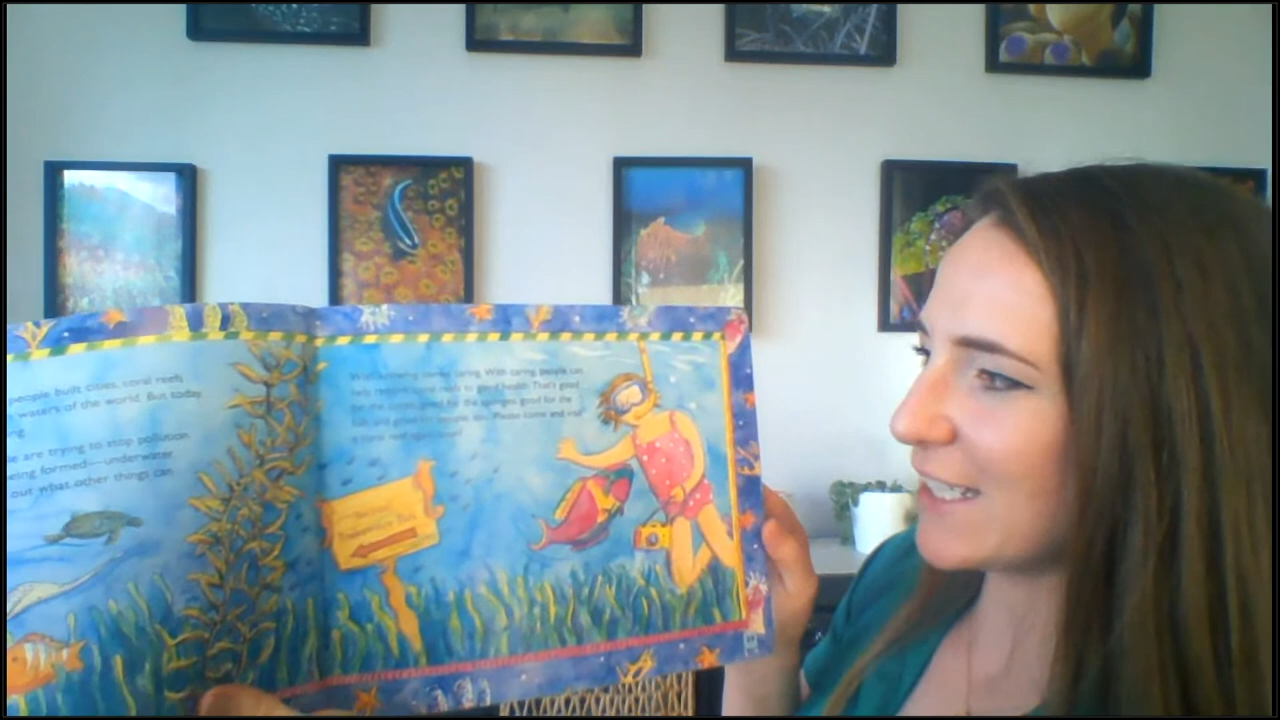 people built cities, coral reefs
waters of the world. But today,
ing
e are trying to stop pollution
eing formed—underwater
out what other things can
With knowing comes caring. With caring, people can
help reefs to good health. That's good
for the good for the sponges, good for the
fish, and good for people, too. Please come and visit
a coral reef again soon!